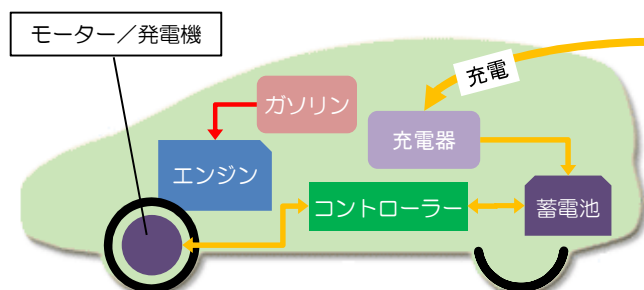 モーター／発電機
充電
ガソリン
充電器
エンジン
コントローラー
蓄電池